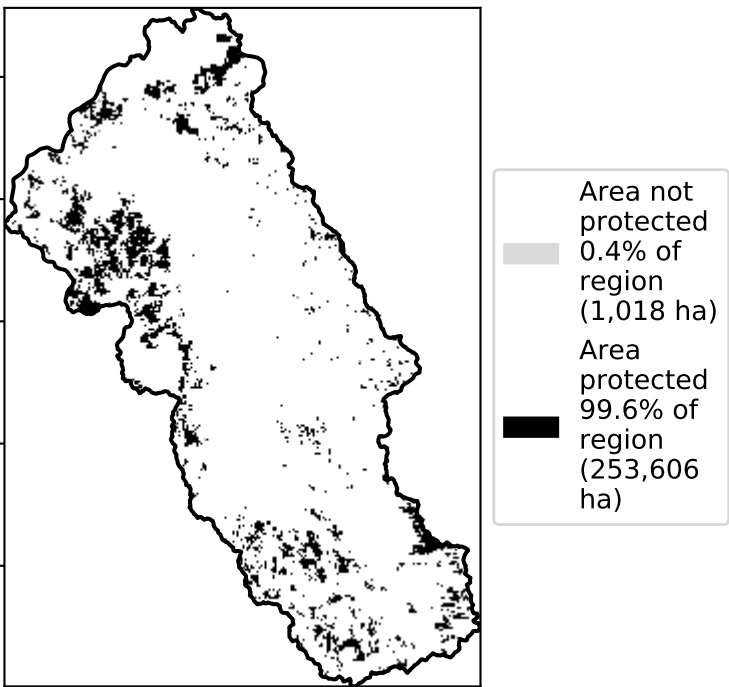 Area not
protected
0.4% of
region
(1,018 ha)
Area
protected
99.6% of
region
(253,606
ha)